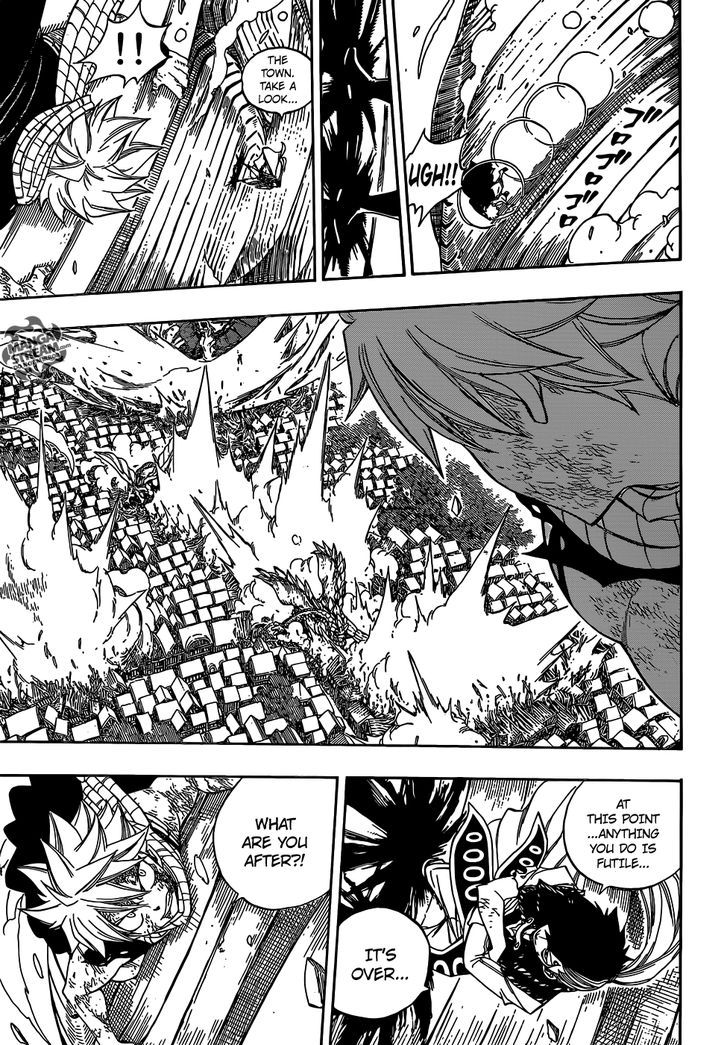 UGH!!
ゴロゴロ
ゴロ
THE
TOWN.
TAKE A
LOOK...
!!
MANGA
STREAM
AT
THIS POINT
...ANYTHING
YOU DO IS
FUTILE.
IT'S
OVER...
WHAT
ARE YOU
AFTER?!